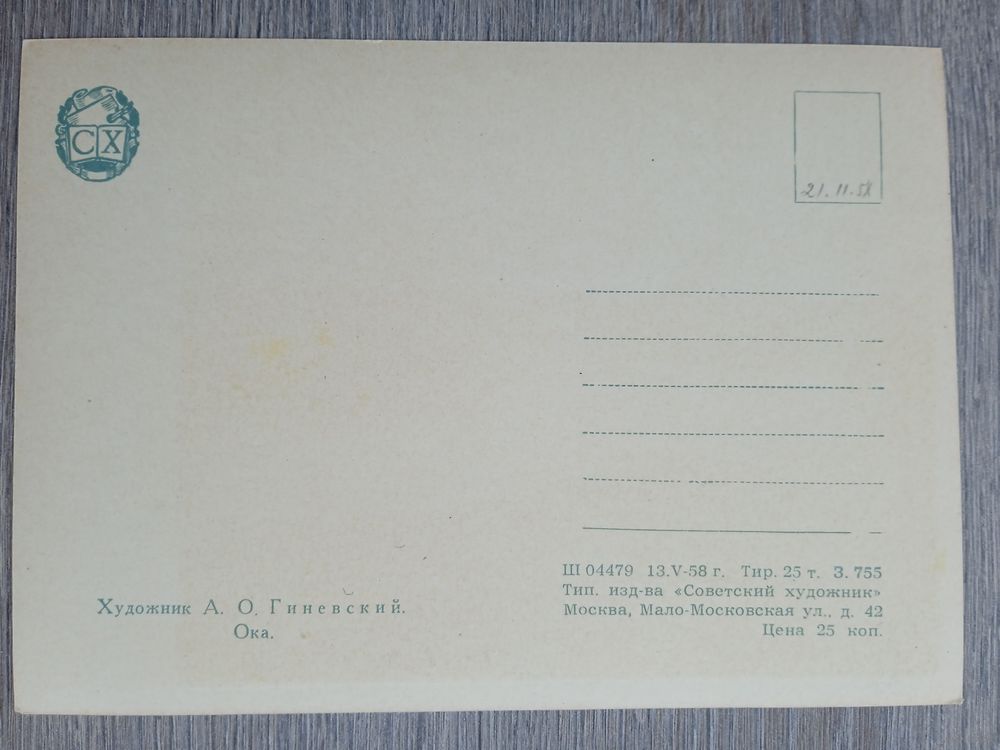 СХ
21.11.58
Художник А. О. Гиневский.
Ока.
Ш 04479 13.V-58 г. Тир. 25 т. З. 755
Тип. изд-ва «Советский художник»
Москва, Мало-Московская ул., д. 42
Цена 25 коп.